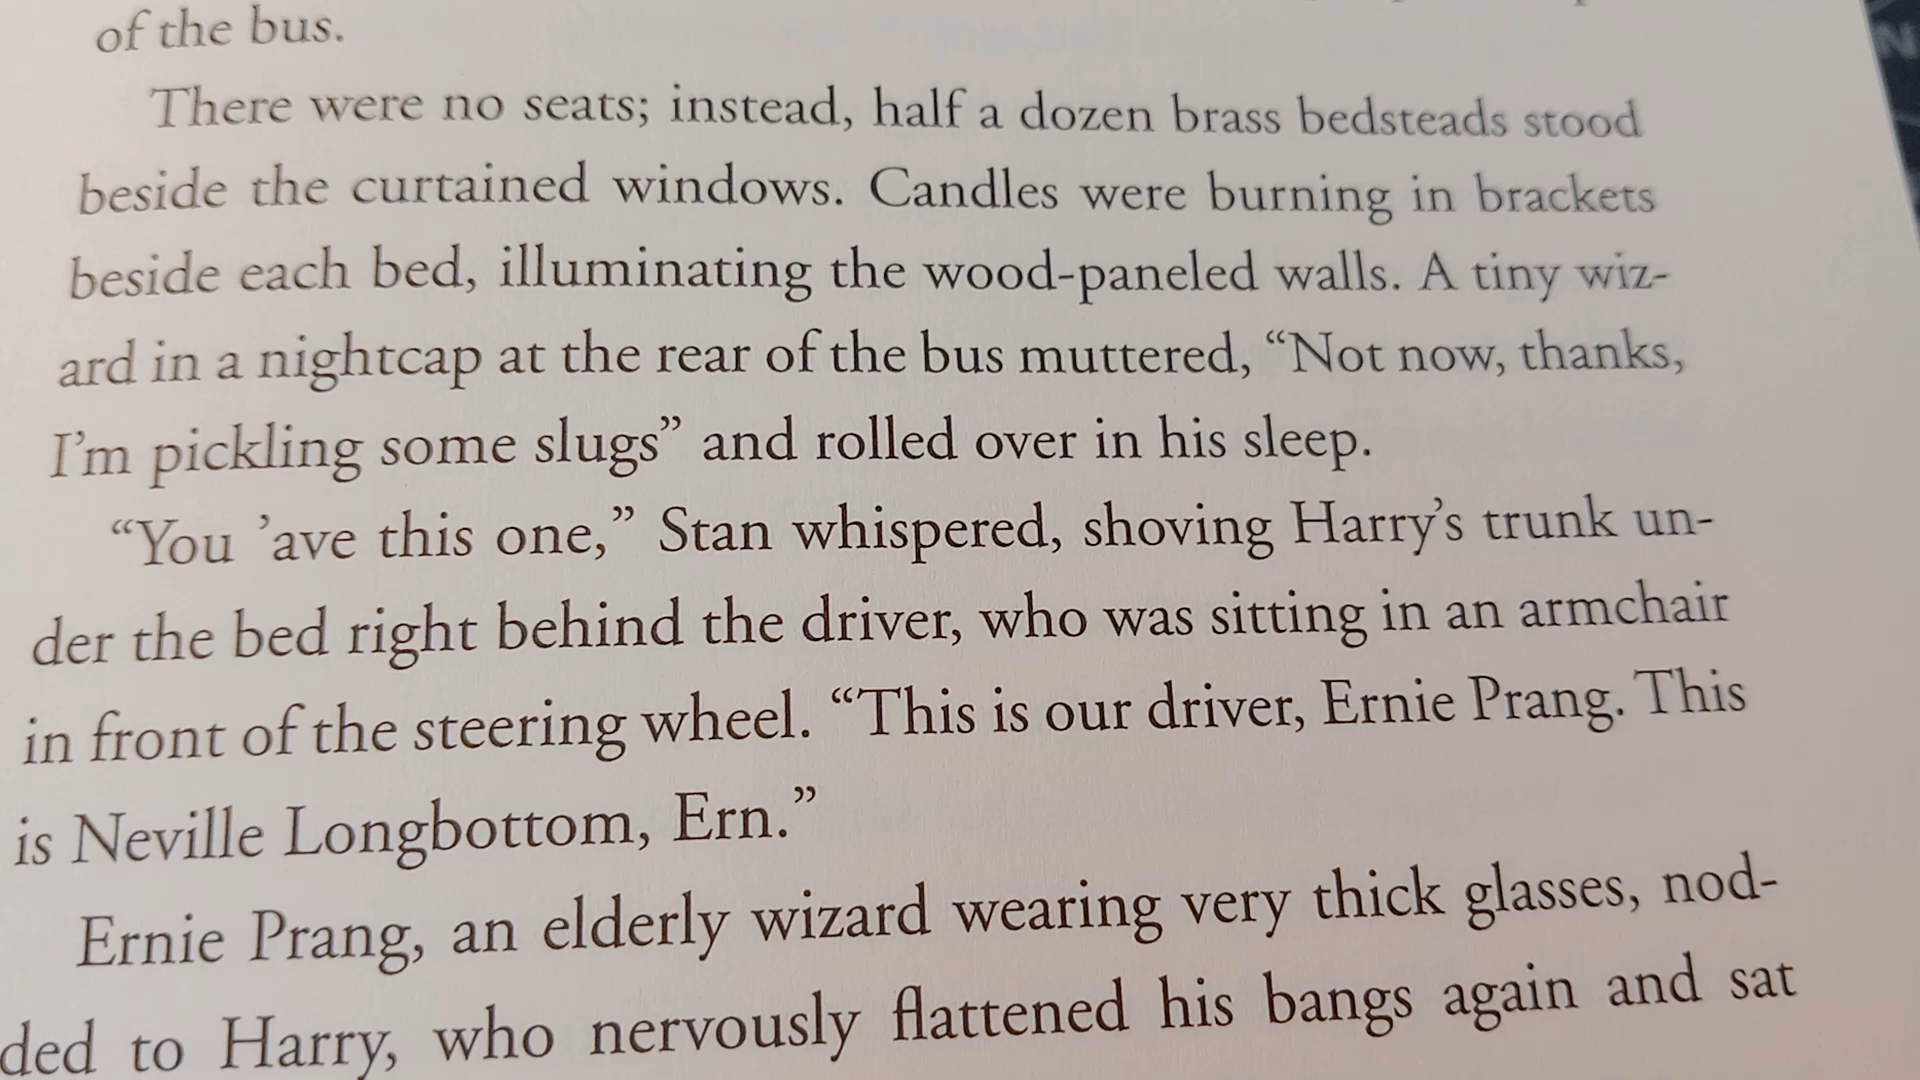 of the bus.
There were no seats; instead, half a dozen brass bedsteads stood
beside the curtained windows. Candles were burning in brackets
beside each bed, illuminating the wood-paneled walls. A tiny wiz-
ard in a nightcap at the rear of the bus muttered, “Not now, thanks,
I’m pickling some slugs” and rolled over in his sleep.
“You ’ave this one,” Stan whispered, shoving Harry’s trunk un-
der the bed right behind the driver, who was sitting in an armchair
in front of the steering wheel. “This is our driver, Ernie Prang. This
is Neville Longbottom, Ern.”
Ernie Prang, an elderly wizard wearing very thick glasses, nod-
ded to Harry, who nervously flattened his bangs again and sat